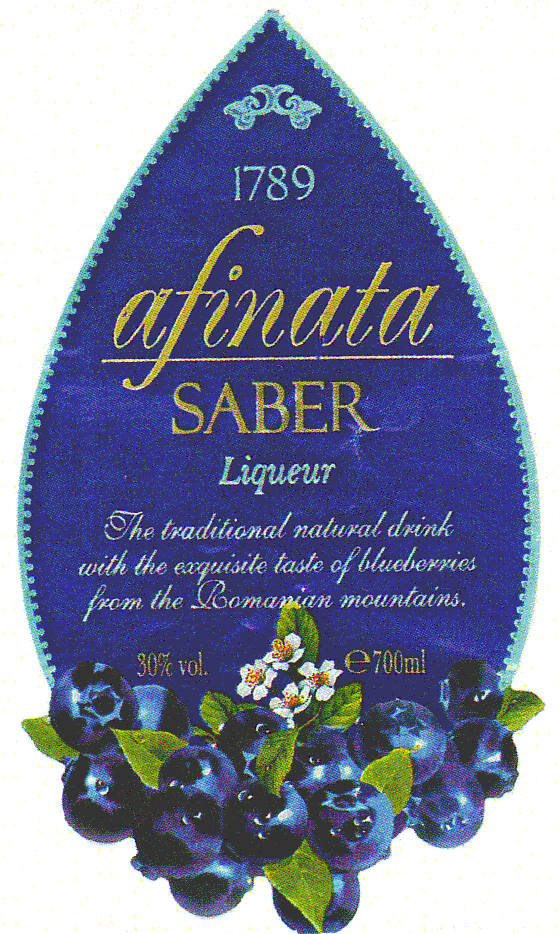 1789
afinata
SABER
Liqueur
The traditional natural drink
with the exquisite taste of blueberries
from the Romanian mountains.
30% vol. ℮700ml